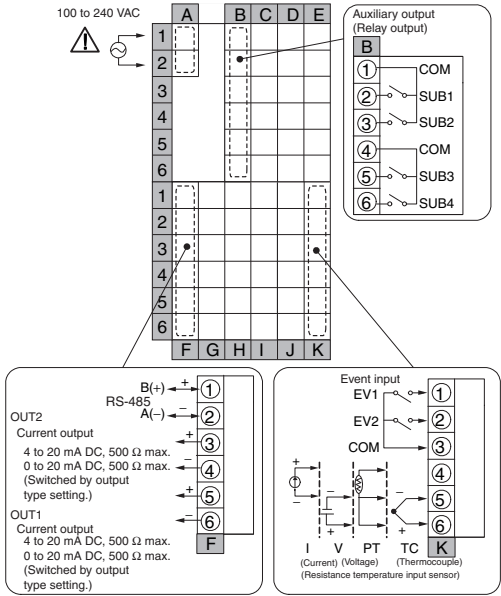 100 to 240 VAC
A B C D E
1
2
3
4
5
6
1
2
3
4
5
6
F G H I J K
Auxiliary output
(Relay output)
B
1 COM
2 SUB1
3 SUB2
4 COM
5 SUB3
6 SUB4
B(+) + 1
RS-485
A(−) − 2
OUT2
Current output
+ 3
4 to 20 mA DC, 500 Ω max.
− 4
0 to 20 mA DC, 500 Ω max.
(Switched by output
type setting.)
+ 5
OUT1
− 6
Current output
4 to 20 mA DC, 500 Ω max.
0 to 20 mA DC, 500 Ω max.
(Switched by output
type setting.)
F
Event input
EV1 1
EV2 2
COM 3
4
5
6
+ −
− +
− +
I V PT TC K
(Current) (Voltage) (Thermocouple)
(Resistance temperature input sensor)